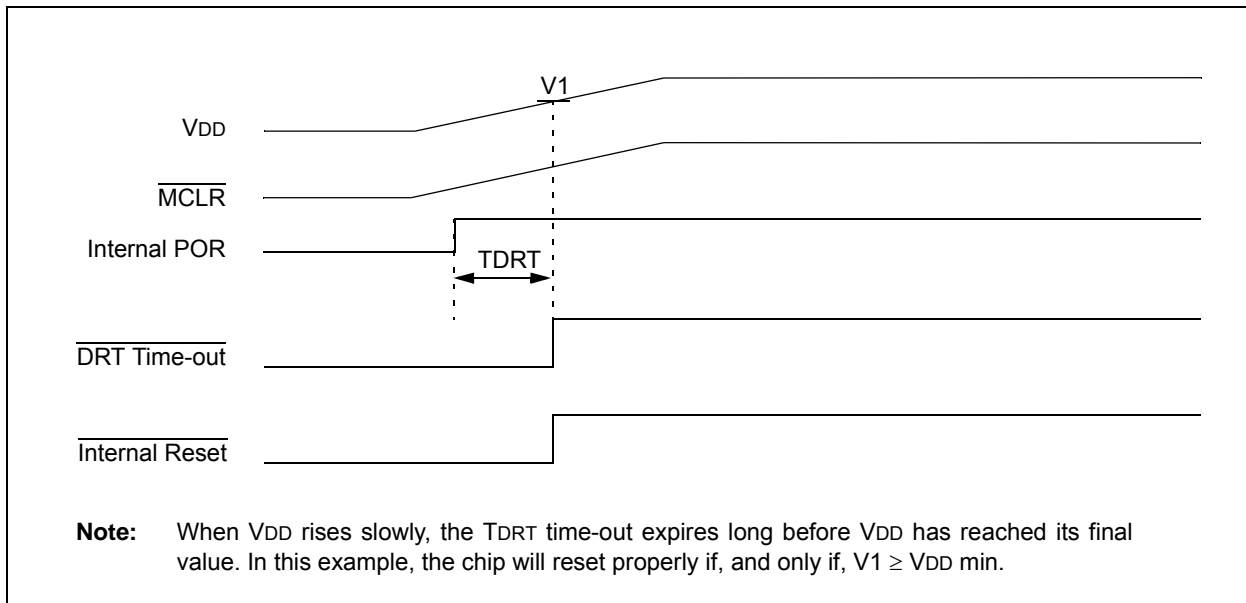 V1
VDD
MCLR
Internal POR
TDRT
DRT Time-out
Internal Reset
Note: When VDD rises slowly, the TDRT time-out expires long before VDD has reached its final
value. In this example, the chip will reset properly if, and only if, V1 ≥ VDD min.